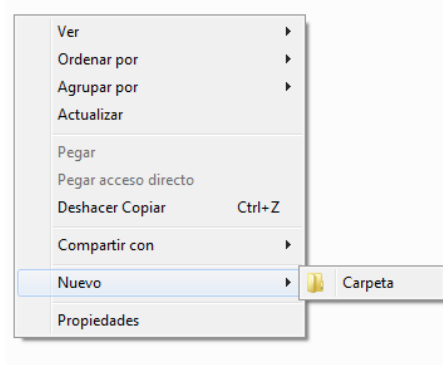 Ver
Ordenar por
Agrupar por
Actualizar
Pegar
Pegar acceso directo
Deshacer Copiar Ctrl+Z
Compartir con
Nuevo Carpeta
Propiedades